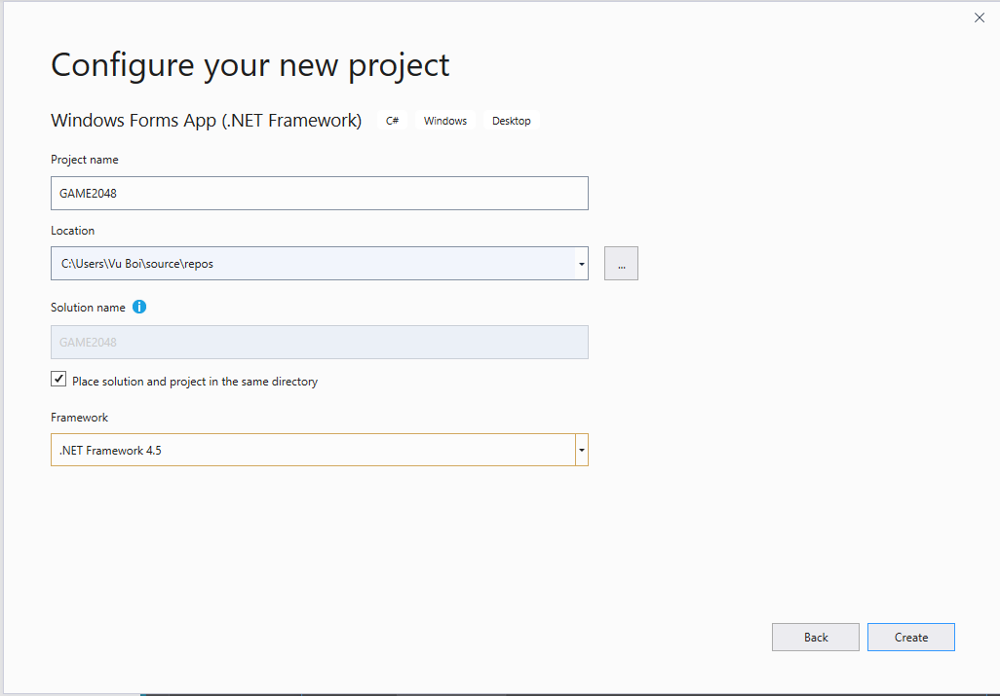 Configure your new project
Windows Forms App (.NET Framework) C# Windows Desktop
Project name
GAME2048
Location
C:\Users\Vu Boi\source\repos
...
Solution name
GAME2048
Place solution and project in the same directory
Framework
.NET Framework 4.5
Back Create